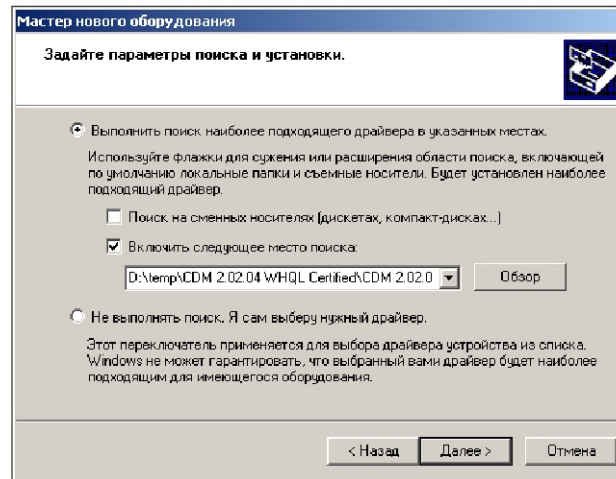 Мастер нового оборудования
Задайте параметры поиска и установки.
Выполнить поиск наиболее подходящего драйвера в указанных местах.
Используйте флажки для сужения или расширения области поиска, включающей
по умолчанию локальные папки и съемные носители. Будет установлен наиболее
подходящий драйвер.
Поиск на сменных носителях (дискетах, компакт-дисках...)
Включить следующее место поиска:
D:\temp\CDM 2.02.04 WHQL Certified\CDM 2.02.0
Обзор
Не выполнять поиск. Я сам выберу нужный драйвер.
Этот переключатель применяется для выбора драйвера устройства из списка.
Windows не может гарантировать, что выбранный вами драйвер будет наиболее
подходящим для имеющегося оборудования.
< Назад
Далее >
Отмена